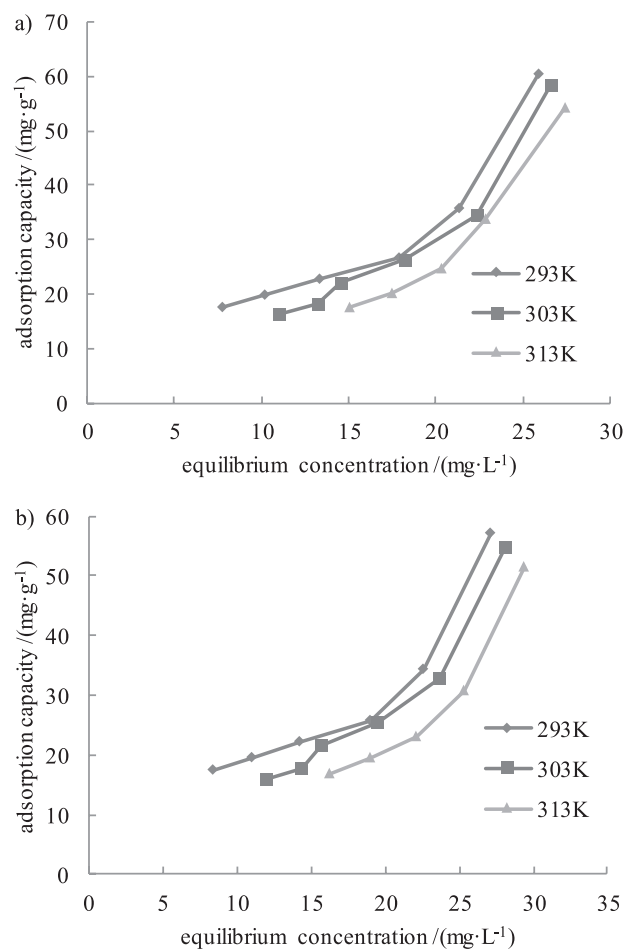 a)
70
60
50
40
30
20
10
0
adsorption capacity /(mg·g-1)
293K
303K
313K
0 5 10 15 20 25 30
equilibrium concentration /(mg·L-1)
b)
60
50
40
30
20
10
0
adsorption capacity /(mg·g-1)
293K
303K
313K
0 5 10 15 20 25 30 35
equilibrium concentration /(mg·L-1)